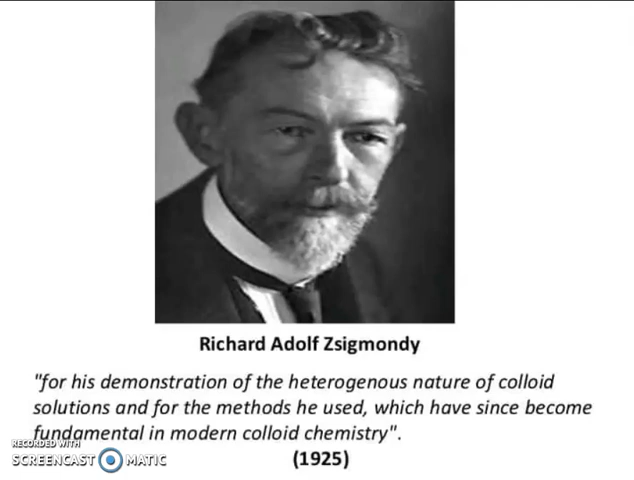 Richard Adolf Zsigmondy
"for his demonstration of the heterogenous nature of colloid
solutions and for the methods he used, which have since become
fundamental in modern colloid chemistry".
RECORDED WITH
SCREENCAST MATIC
(1925)